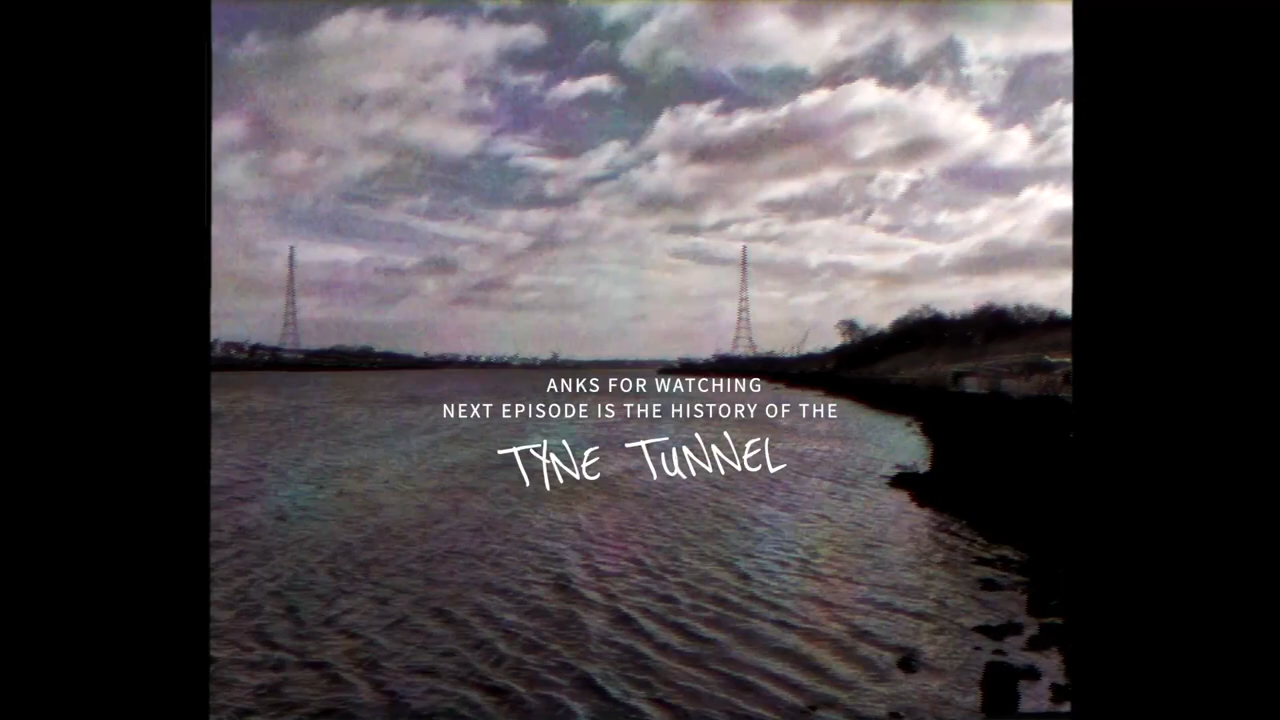 ANKS FOR WATCHING
NEXT EPISODE IS THE HISTORY OF THE
TYNE TUNNEL